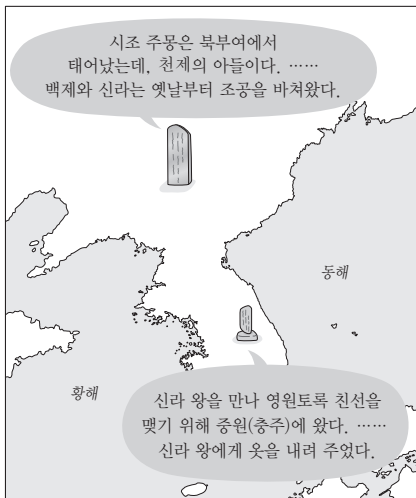 시조 주몽은 북부여에서
태어났는데, 천제의 아들이다. ……
백제와 신라는 옛날부터 조공을 바쳐왔다.
동해
황해
신라 왕을 만나 영원토록 친선을
맺기 위해 중원(충주)에 왔다. ……
신라 왕에게 옷을 내려 주었다.